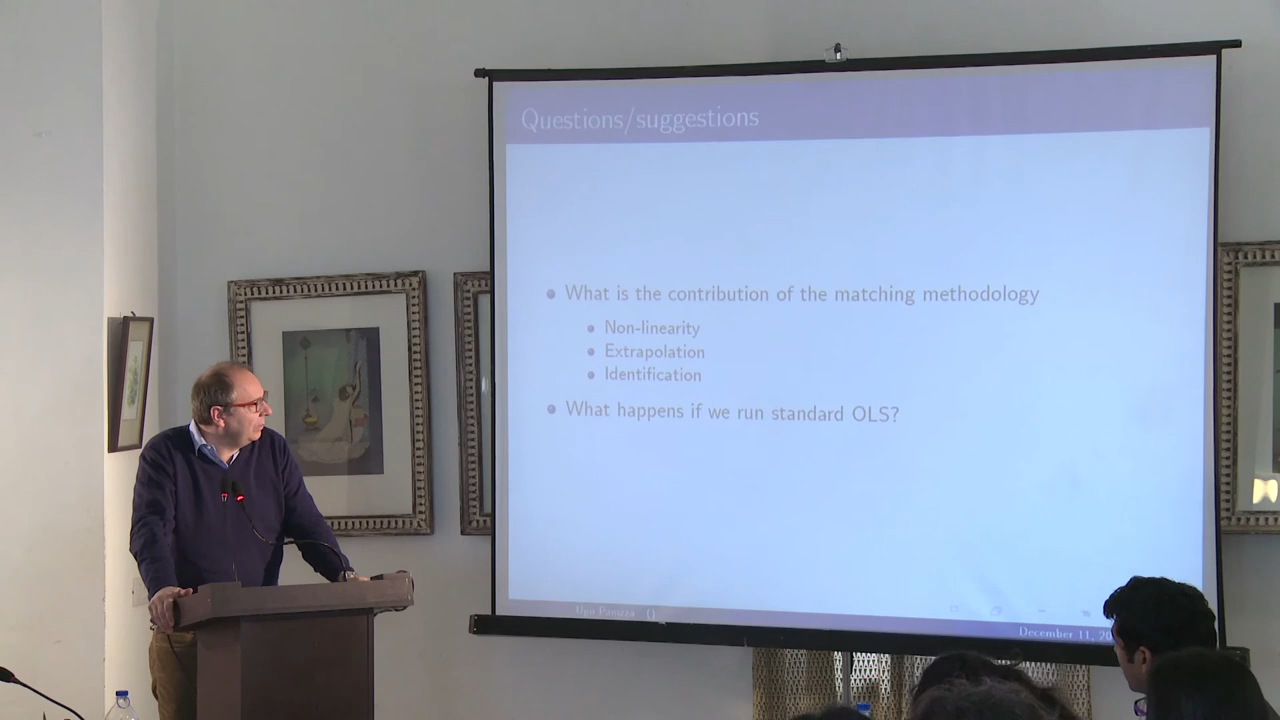 Questions/suggestions
What is the contribution of the matching methodology
Non-linearity
Extrapolation
Identification
What happens if we run standard OLS?
Ugo Panizza ()
December 11, 20